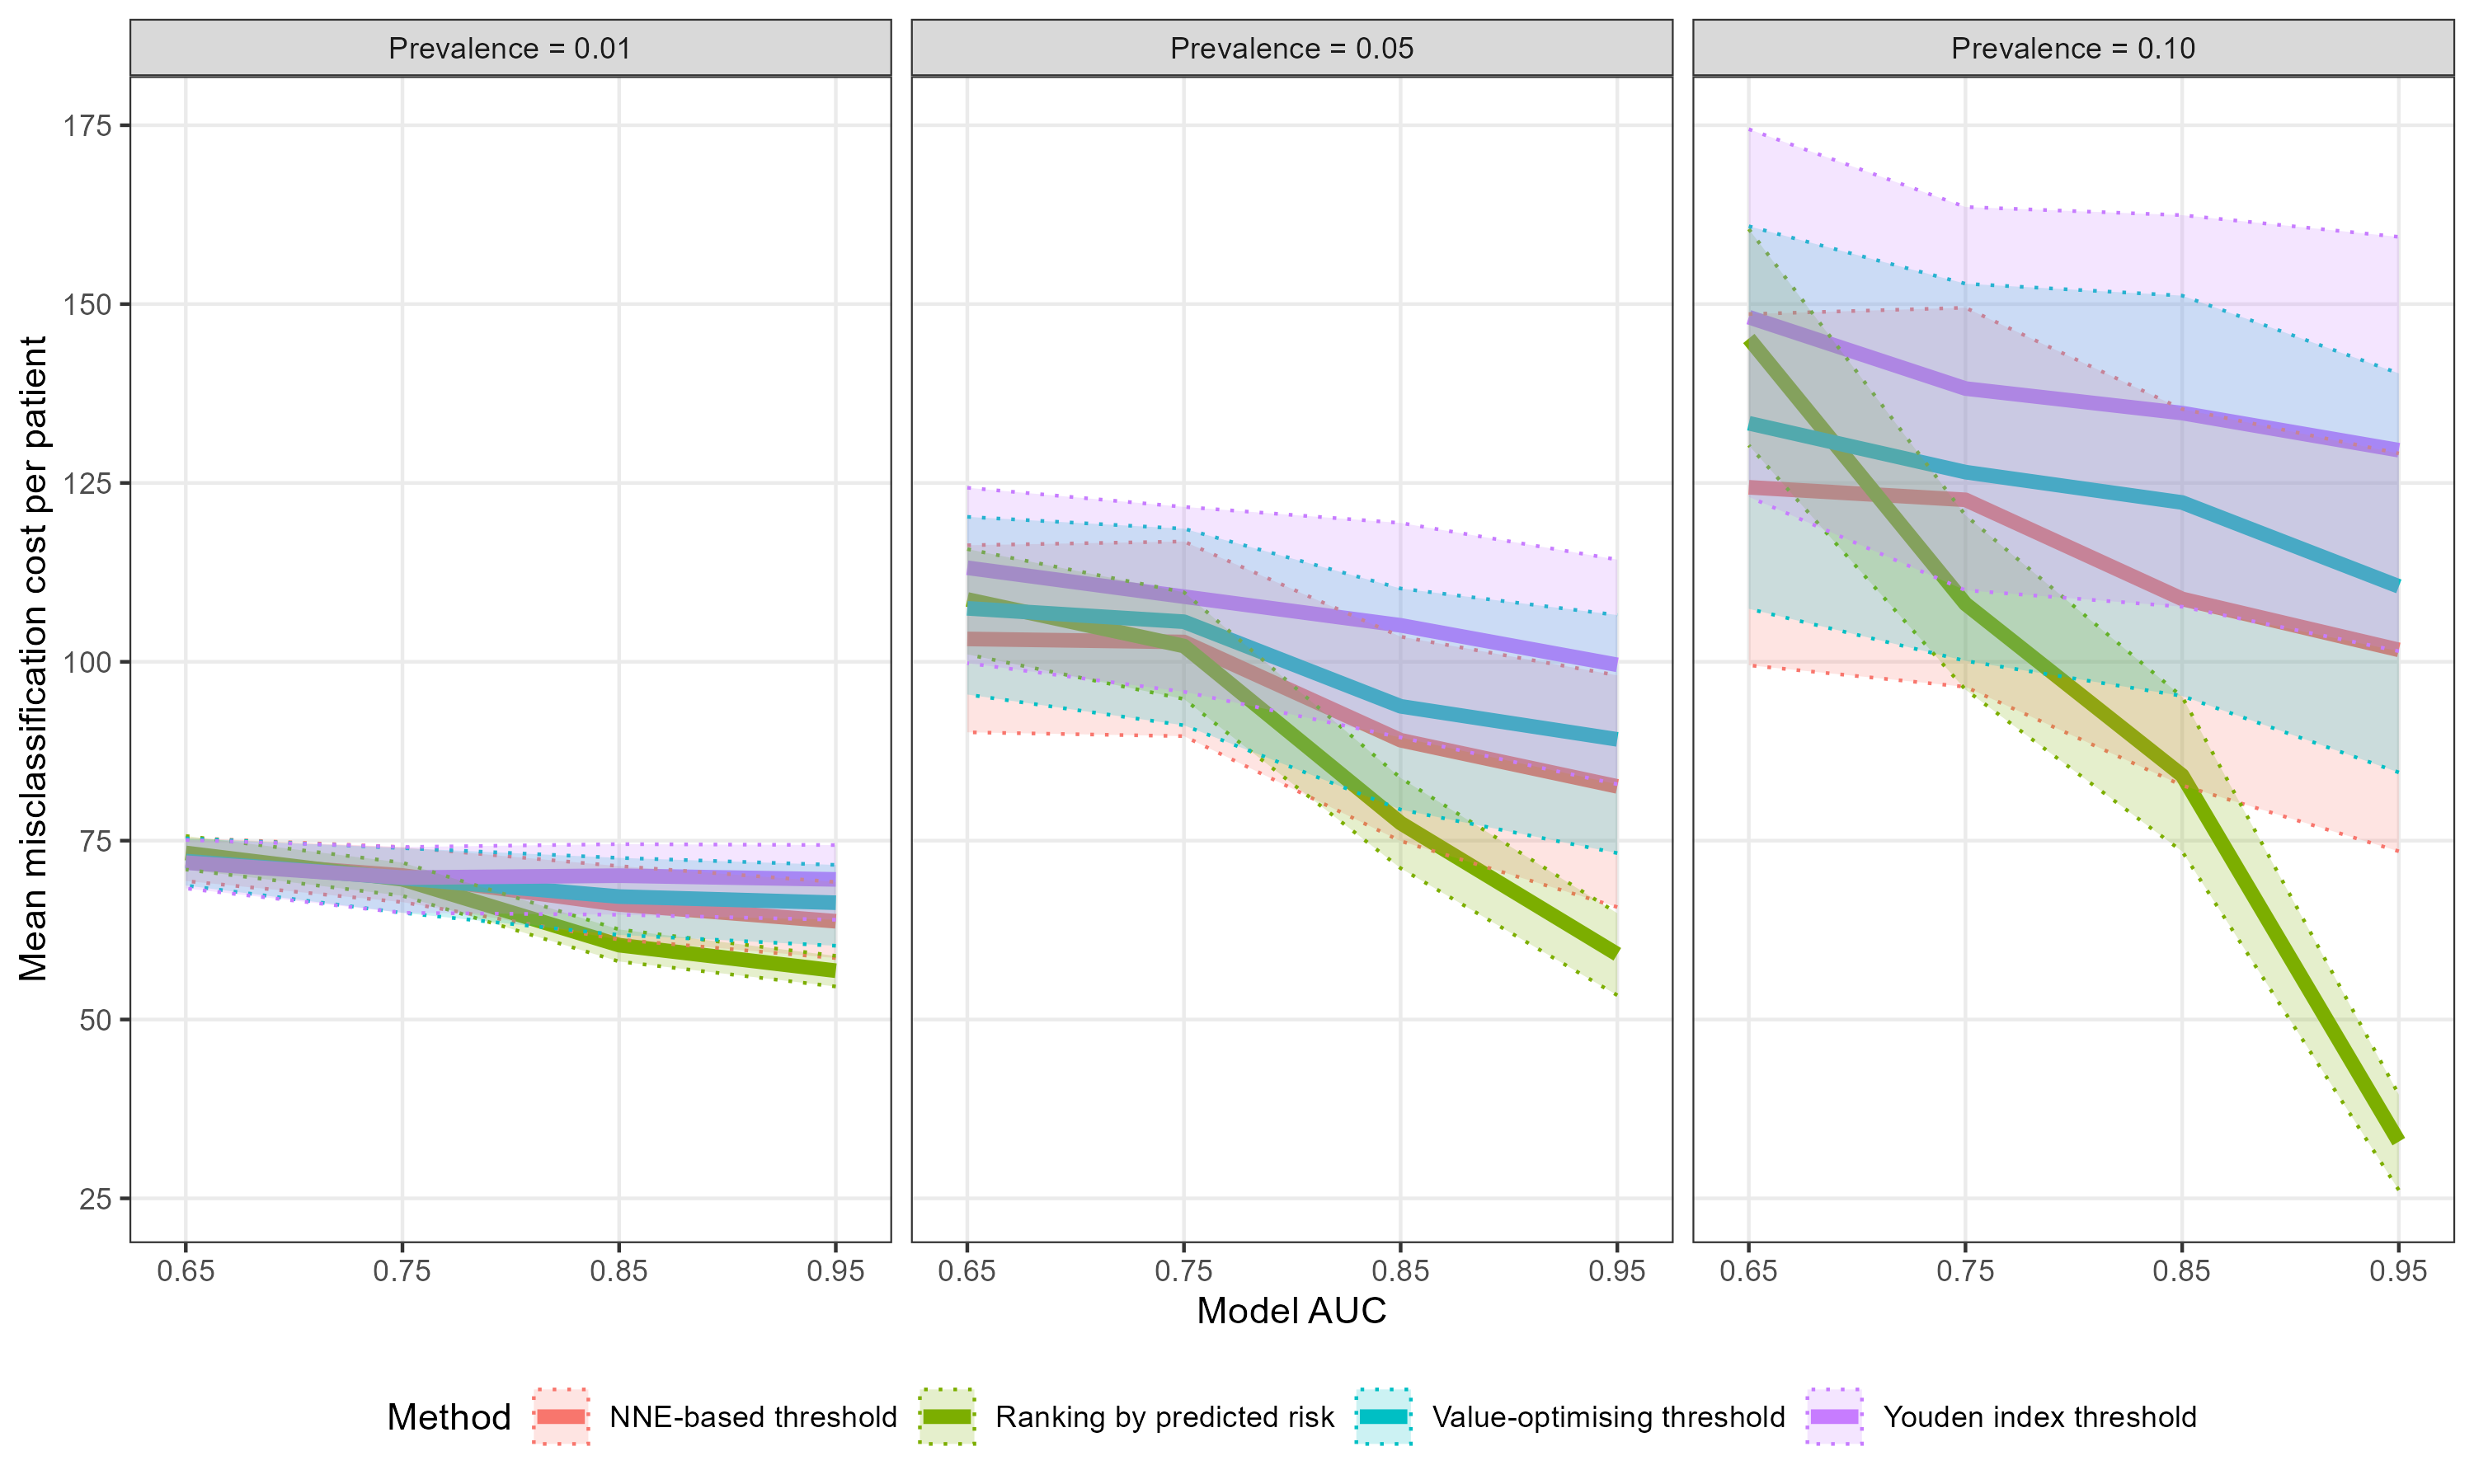 Prevalence = 0.01
Prevalence = 0.05
Prevalence = 0.10
Mean misclassification cost per patient
175
150
125
100
75
50
25
0.65 0.75 0.85 0.95
0.65 0.75 0.85 0.95
0.65 0.75 0.85 0.95
Model AUC
Method NNE-based threshold Ranking by predicted risk Value-optimising threshold Youden index threshold